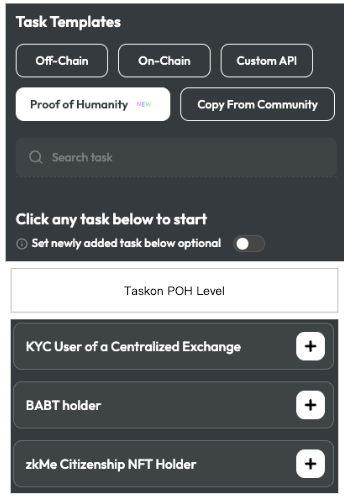 Task Templates
Off-Chain On-Chain Custom API
Proof of Humanity NEW Copy From Community
Search task
Click any task below to start
Set newly added task below optional
Taskon POH Level
KYC User of a Centralized Exchange
BABT holder
zkMe Citizenship NFT Holder